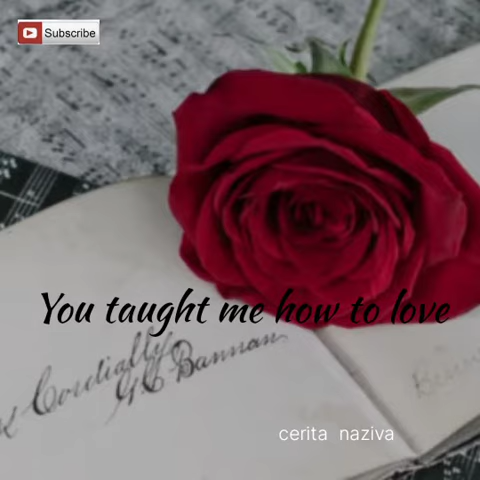 Subscribe
You taught me how to love
Cordially
G.C. Bannan
cerita naziva